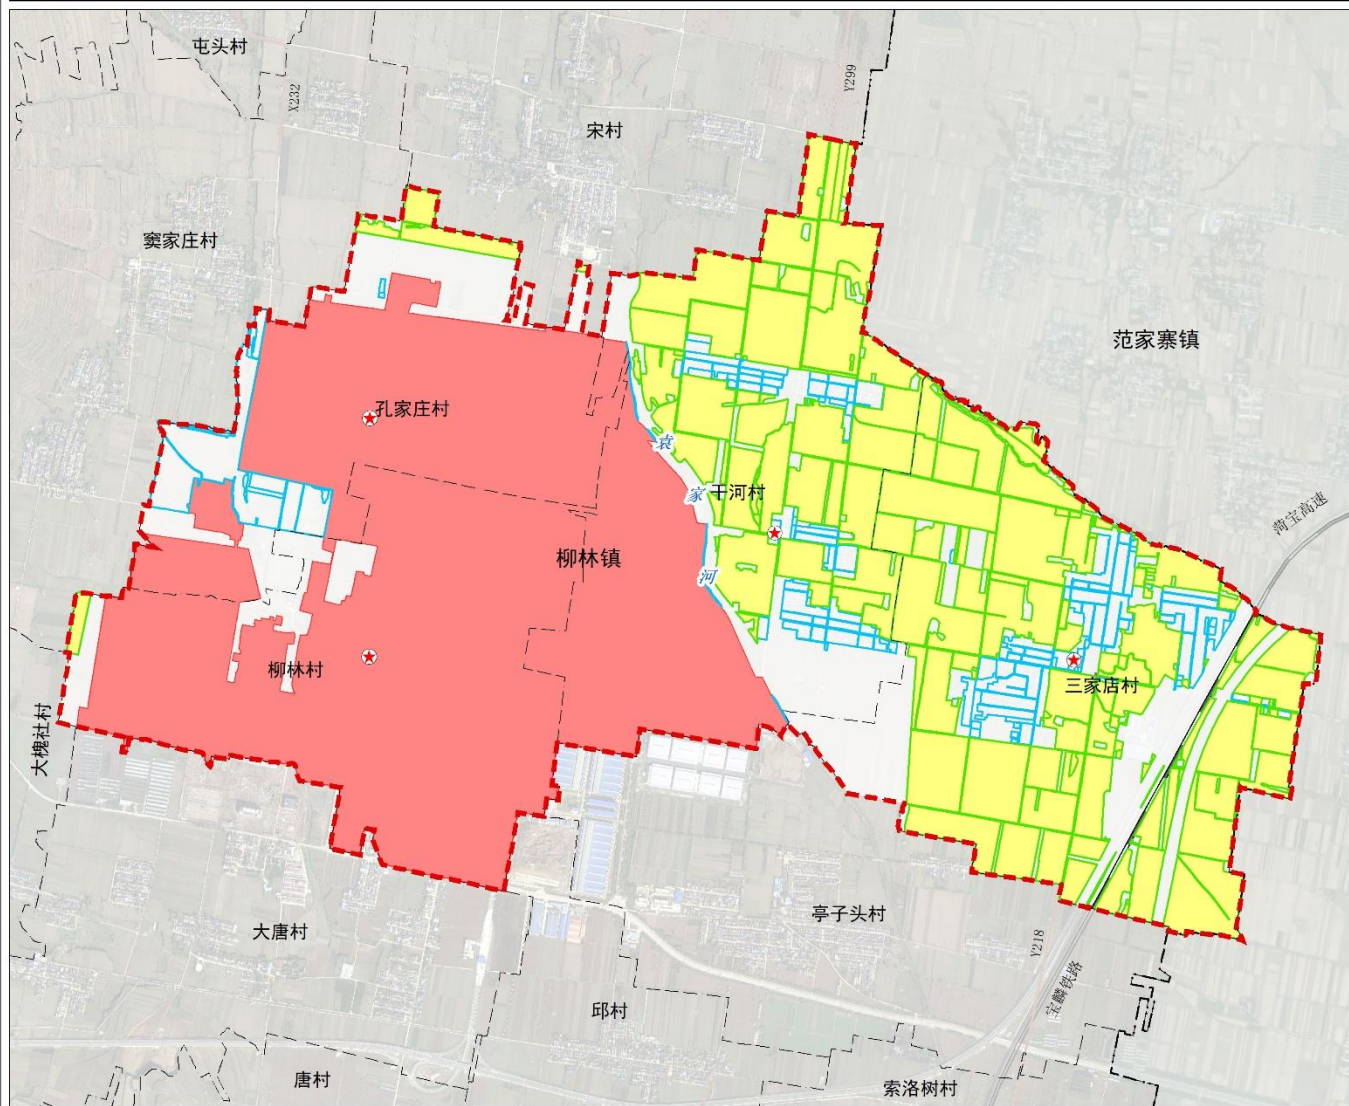 屯头村
X232
Y299
宋村
窦家庄村
范家寨镇
孔家庄村
袁
家
河
干河村
菏宝高速
柳林镇
柳林村
三家店村
大槐社村
亭子头村
大唐村
Y218
宝麟铁路
邱村
唐村
索洛树村